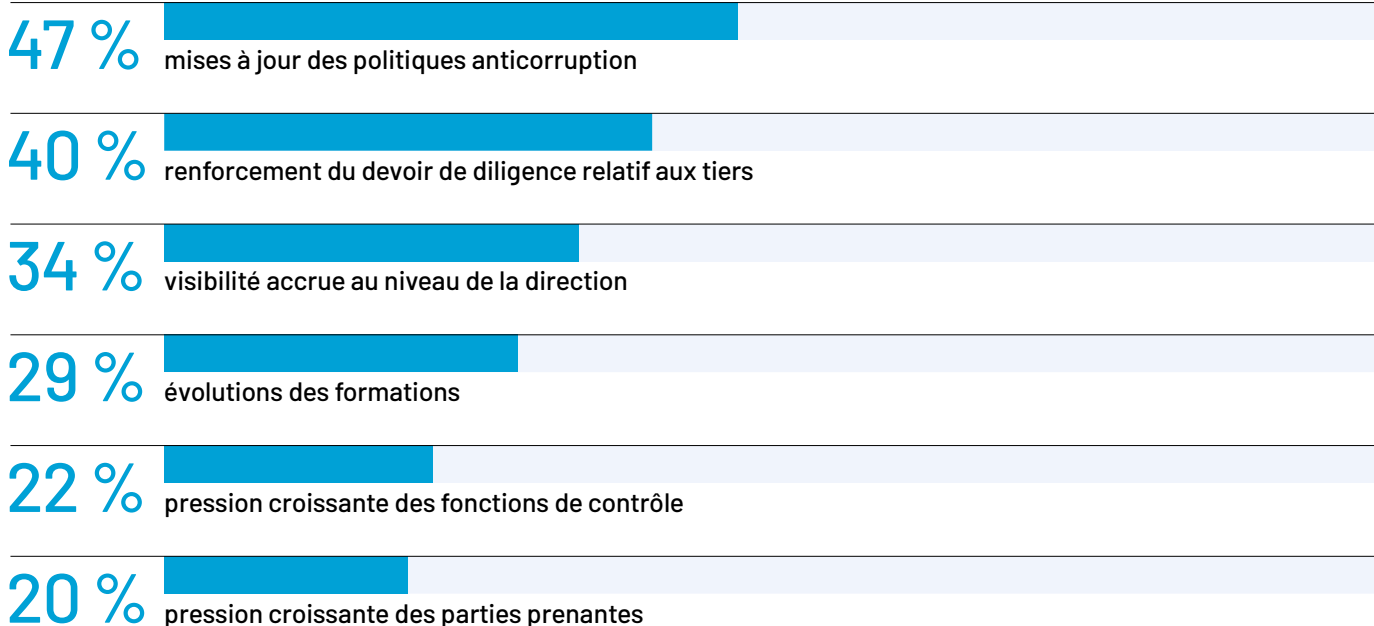 47 %
mises à jour des politiques anticorruption
40 %
renforcement du devoir de diligence relatif aux tiers
34 %
visibilité accrue au niveau de la direction
29 %
évolutions des formations
22 %
pression croissante des fonctions de contrôle
20 %
pression croissante des parties prenantes